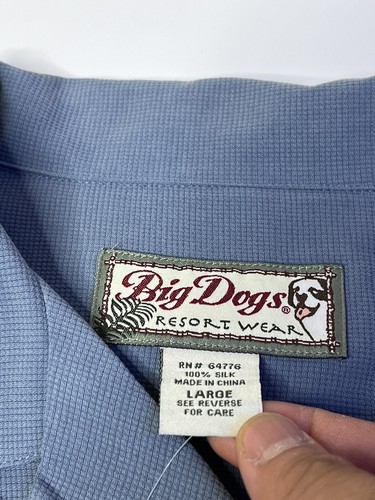 Big Dogs®
RESORT WEAR
RN# 64776
100% SILK
MADE IN CHINA
LARGE
SEE REVERSE
FOR CARE